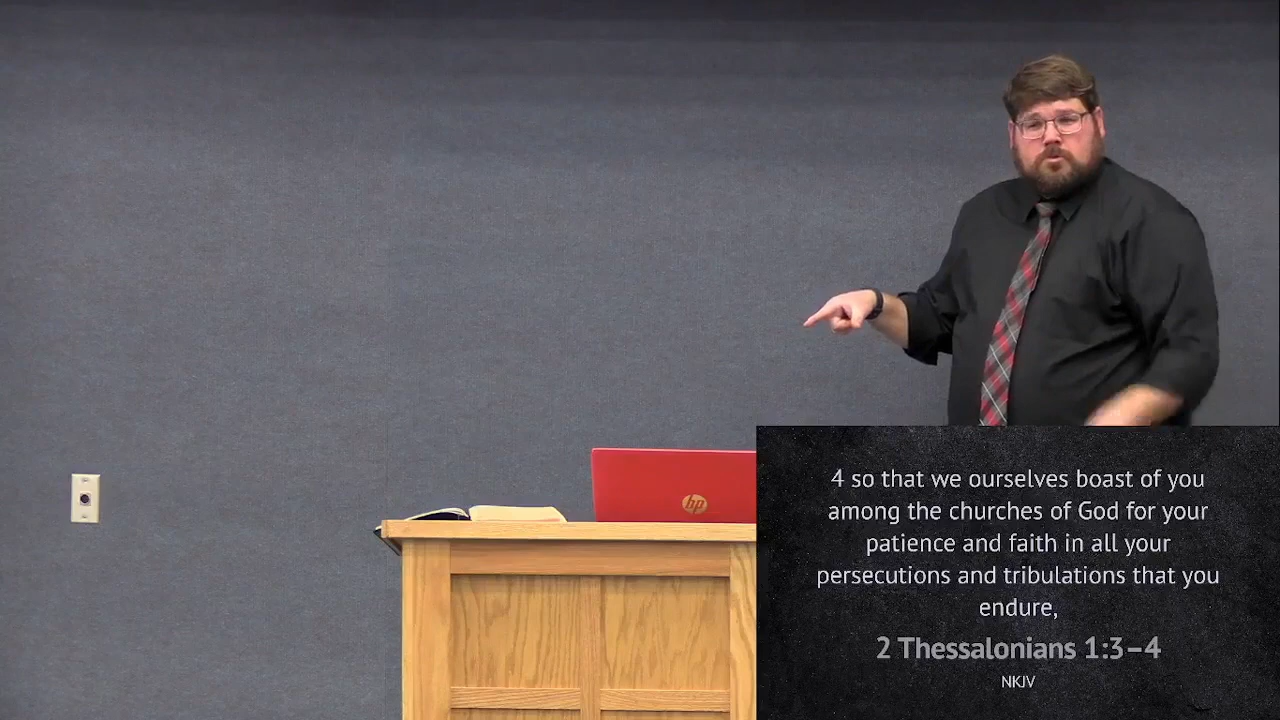 hp
4 so that we ourselves boast of you
among the churches of God for your
patience and faith in all your
persecutions and tribulations that you
endure,
2 Thessalonians 1:3–4
NKJV